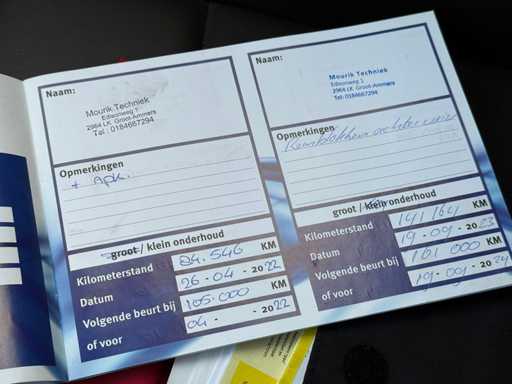 Naam:
Mourik Techniek
Edisonweg 1
2964 LK Groot-Ammers
Tel.: 0184667294
Opmerkingen
+ Apk.
groot / klein onderhoud
Kilometerstand 94.546 KM
Datum 26-04-2022
Volgende beurt bij 105.000 KM
of voor 04 - - 2022
Naam:
Mourik Techniek
Edisonweg 1
2964 LK Groot-Ammers
Tel: 0184667294
Opmerkingen
achter
groot / klein onderhoud
Kilometerstand 141 164 KM
Datum 19-09-2023
Volgende beurt bij 161 000 KM
of voor 19-09-2024